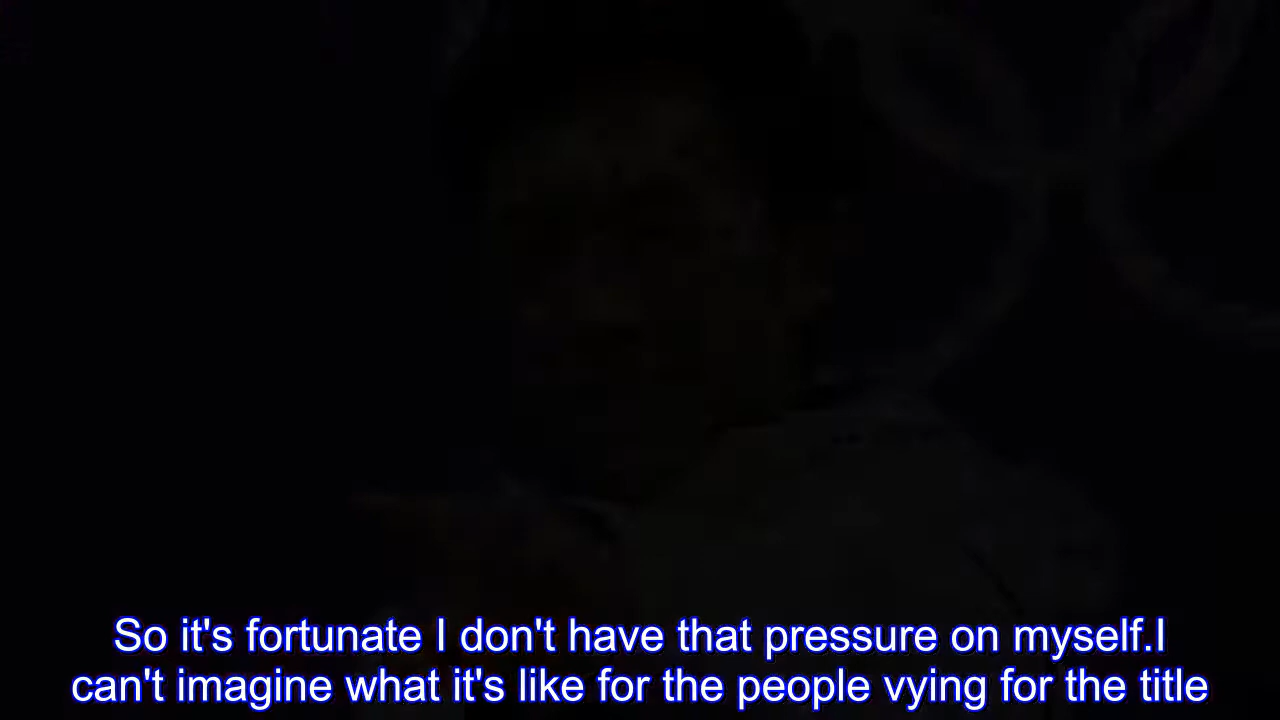 So it's fortunate I don't have that pressure on myself.I
can't imagine what it's like for the people vying for the title